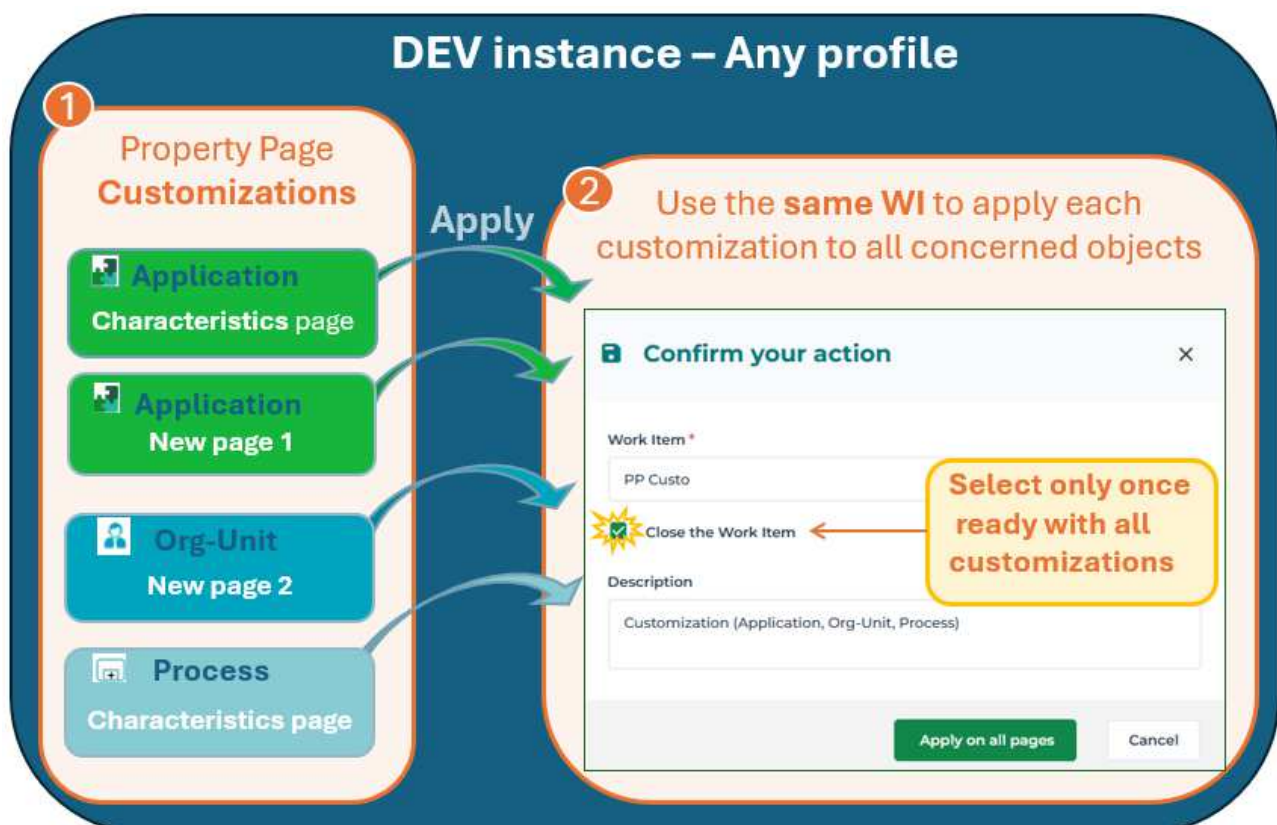 DEV instance – Any profile
1
Property Page
Customizations
Application
Characteristics page
Application
New page 1
Org-Unit
New page 2
Process
Characteristics page
Apply
2
Use the same WI to apply each
customization to all concerned objects
Confirm your action
Work Item *
PP Custo
Close the Work Item
Select only once
ready with all
customizations
Description
Customization (Application, Org-Unit, Process)
Apply on all pages
Cancel